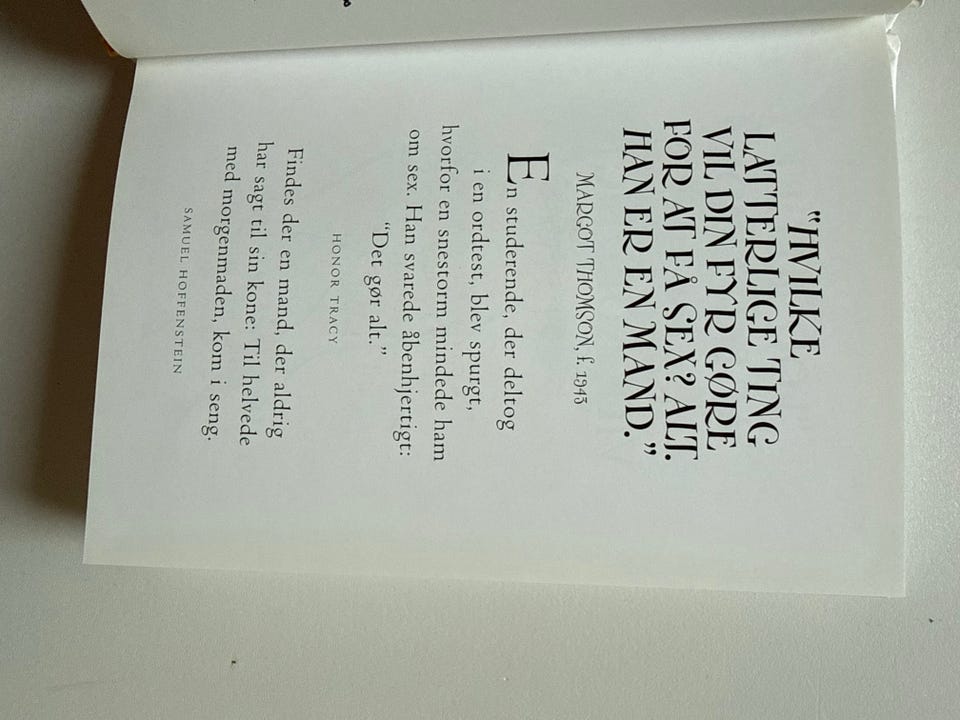 "HVILKE
LATTERLIGE TING
VIL DIN FYR GØRE
FOR AT FÅ SEX? ALT.
HAN ER EN MAND."
MARGOT THOMSON, f. 1943
En studerende, der deltog
i en ordtest, blev spurgt,
hvorfor en snestorm mindede ham
om sex. Han svarede åbenhjertigt:
"Det gør alt."
HONOR TRACY
Findes der en mand, der aldrig
har sagt til sin kone: Til helvede
med morgenmaden, kom i seng.
SAMUEL HOFFENSTEIN